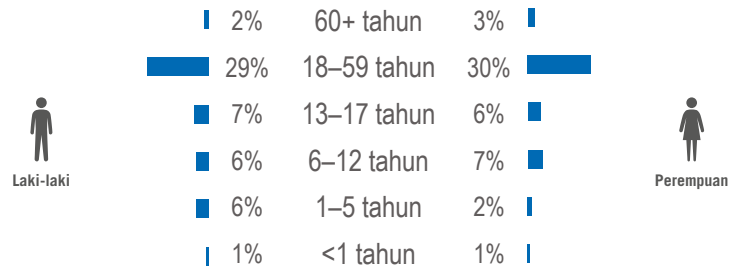 2% 60+ tahun 3%
29% 18–59 tahun 30%
7% 13–17 tahun 6%
6% 6–12 tahun 7%
Laki-laki Perempuan
6% 1–5 tahun 2%
1% <1 tahun 1%